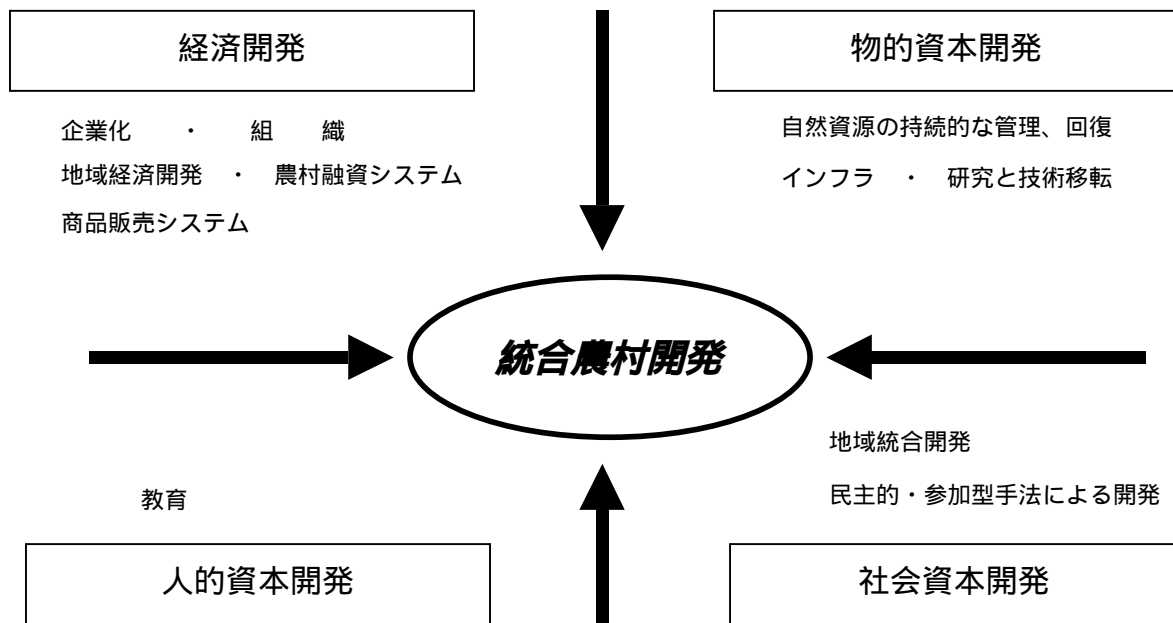 経済開発
物的資本開発
企業化　・　組　織
地域経済開発　・　農村融資システム
商品販売システム
自然資源の持続的な管理、回復
インフラ　・　研究と技術移転
統合農村開発
地域統合開発
民主的・参加型手法による開発
教育
人的資本開発
社会資本開発